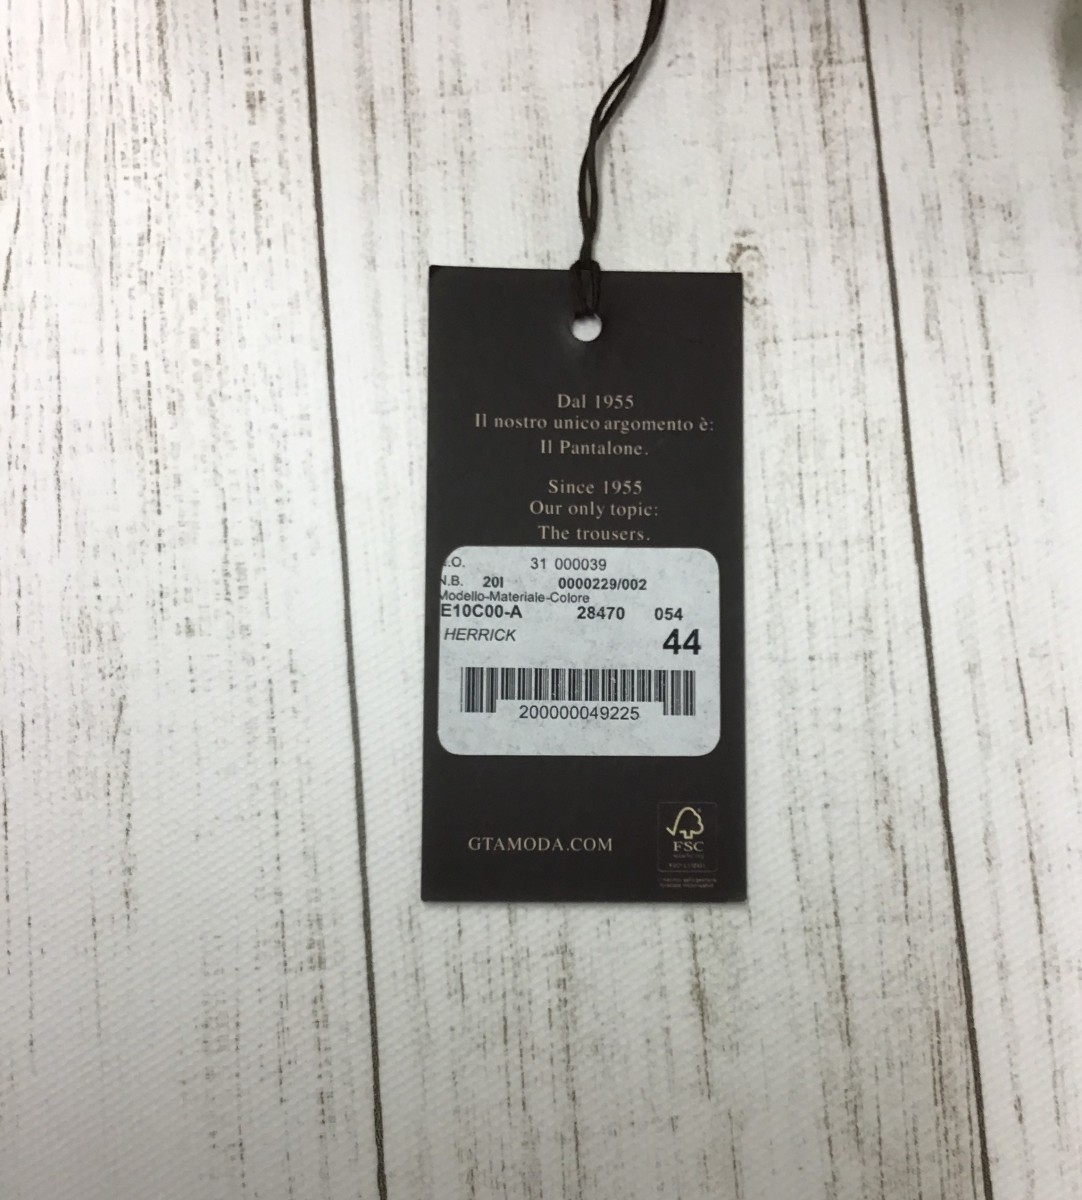 Dal 1955
Il nostro unico argomento è:
Il Pantalone.
Since 1955
Our only topic:
The trousers.
.O. 31 000039
N.B. 20I 0000229/002
Modello-Materiale-Colore
E10C00-A 28470 054
HERRICK 44
200000049225
GTAMODA.COM
FSC